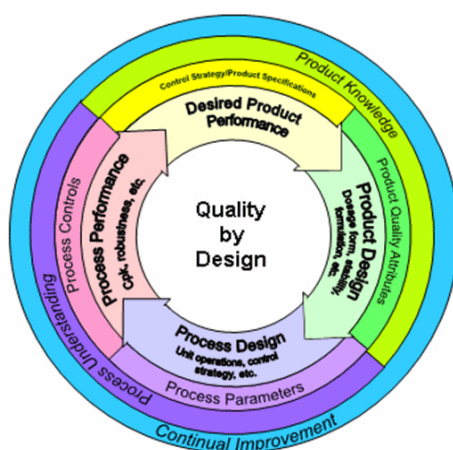 Product Knowledge
Control Strategy/Product Specifications
Desired Product
Performance
Product Quality Attributes
Product Design
Dosage form, stability,
formulation, etc.
Quality
by
Design
Process Controls
Process Performance
Cpk, robustness, etc.
Process Design
Unit operations, control
strategy, etc.
Process Parameters
Process Understanding
Continual Improvement